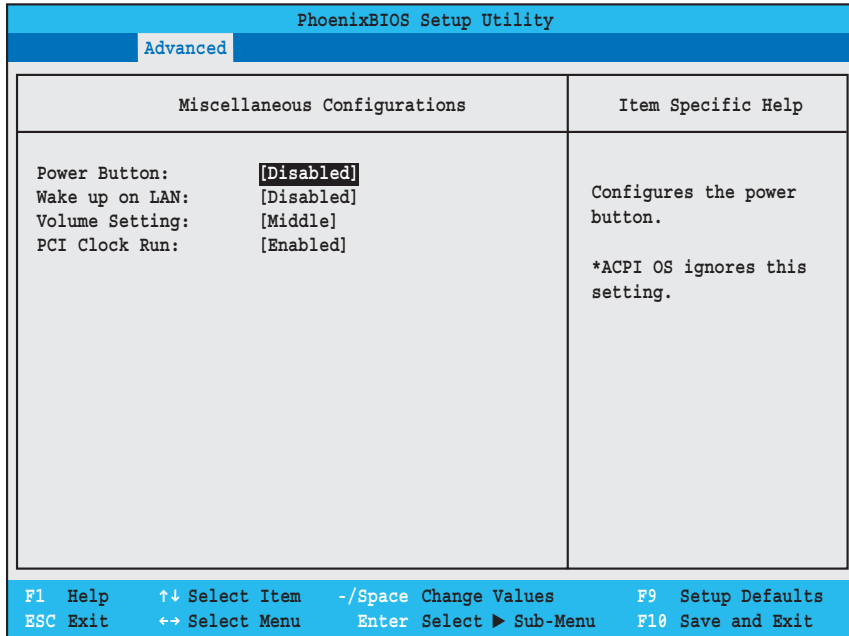 PhoenixBIOS Setup Utility
Advanced
Miscellaneous Configurations
Item Specific Help
Power Button: [Disabled]
Wake up on LAN: [Disabled]
Volume Setting: [Middle]
PCI Clock Run: [Enabled]
Configures the power
button.
*ACPI OS ignores this
setting.
F1 Help ↑↓ Select Item -/Space Change Values F9 Setup Defaults
ESC Exit ←→ Select Menu Enter Select ▶ Sub-Menu F10 Save and Exit